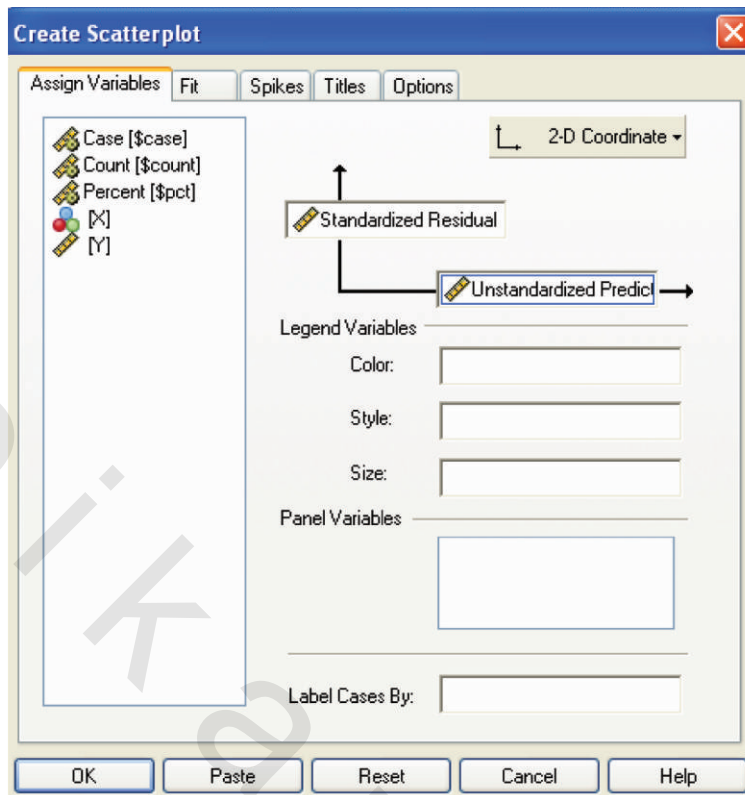 Create Scatterplot
Assign Variables Fit Spikes Titles Options
Case [$case]
Count [$count]
Percent [$pct]
[X]
[Y]
2-D Coordinate
Standardized Residual
Unstandardized Predict
Legend Variables
Color:
Style:
Size:
Panel Variables
Label Cases By:
OK Paste Reset Cancel Help